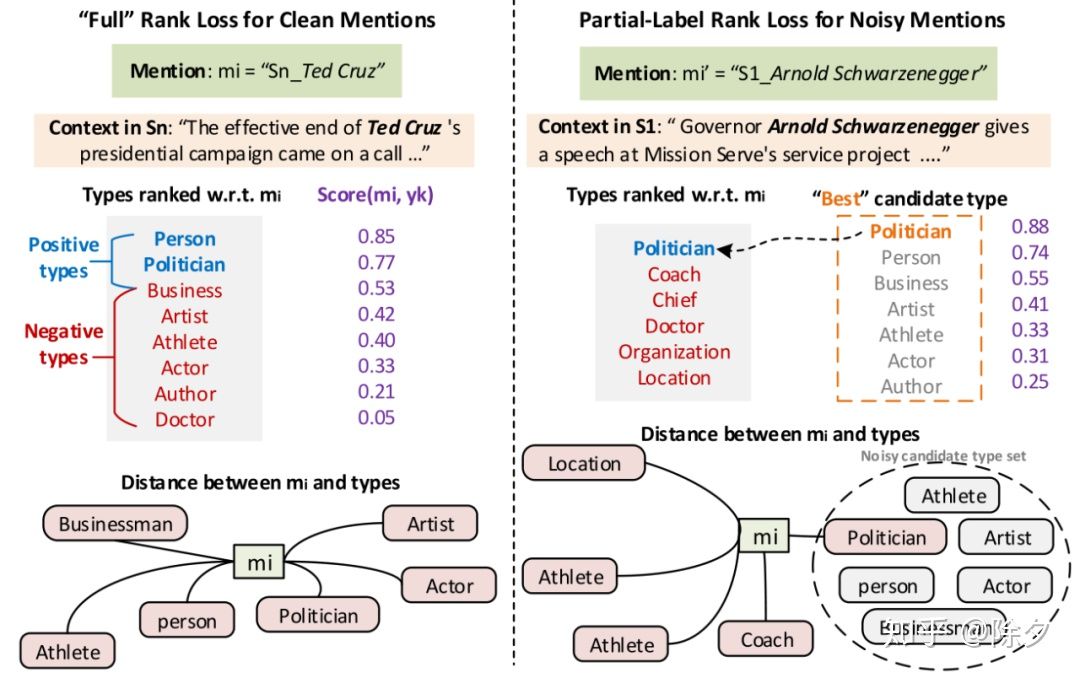 “Full” Rank Loss for Clean Mentions
Mention: mi = “Sn_Ted Cruz”
Context in Sn: “The effective end of Ted Cruz 's
presidential campaign came on a call ...”
Types ranked w.r.t. mi
Score(mi, yk)
Positive
types
Negative
types
Person 0.85
Politician 0.77
Business 0.53
Artist 0.42
Athlete 0.40
Actor 0.33
Author 0.21
Doctor 0.05
Distance between mi and types
Businessman
Artist
mi
Actor
person
Politician
Athlete
Partial-Label Rank Loss for Noisy Mentions
Mention: mi’ = “S1_Arnold Schwarzenegger”
Context in S1: “ Governor Arnold Schwarzenegger gives
a speech at Mission Serve's service project ....”
Types ranked w.r.t. mi
Politician
Coach
Chief
Doctor
Organization
Location
“Best” candidate type
Politician 0.88
Person 0.74
Business 0.55
Artist 0.41
Athlete 0.33
Actor 0.31
Author 0.25
Distance between mi and types
Noisy candidate type set
Location
Athlete
mi
Politician
Artist
Athlete
person
Actor
Businessman
Athlete
Coach
知乎 @除夕